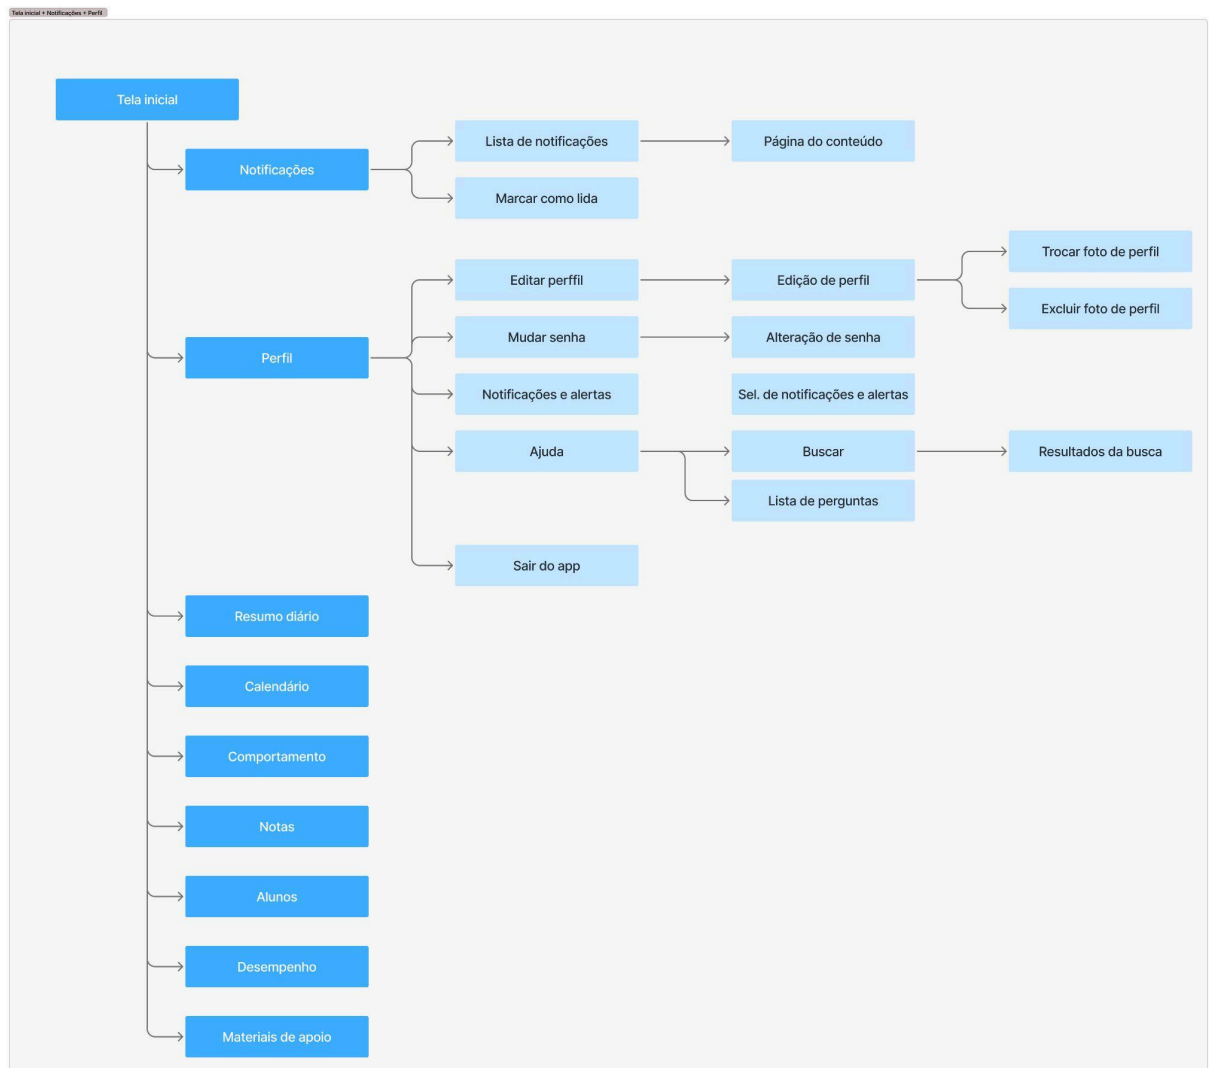 Tela inicial + Notificações + Perfil
Tela inicial
Notificações
Lista de notificações
Página do conteúdo
Marcar como lida
Perfil
Editar perffil
Edição de perfil
Trocar foto de perfil
Excluir foto de perfil
Mudar senha
Alteração de senha
Notificações e alertas
Sel. de notificações e alertas
Ajuda
Buscar
Resultados da busca
Lista de perguntas
Sair do app
Resumo diário
Calendário
Comportamento
Notas
Alunos
Desempenho
Materiais de apoio